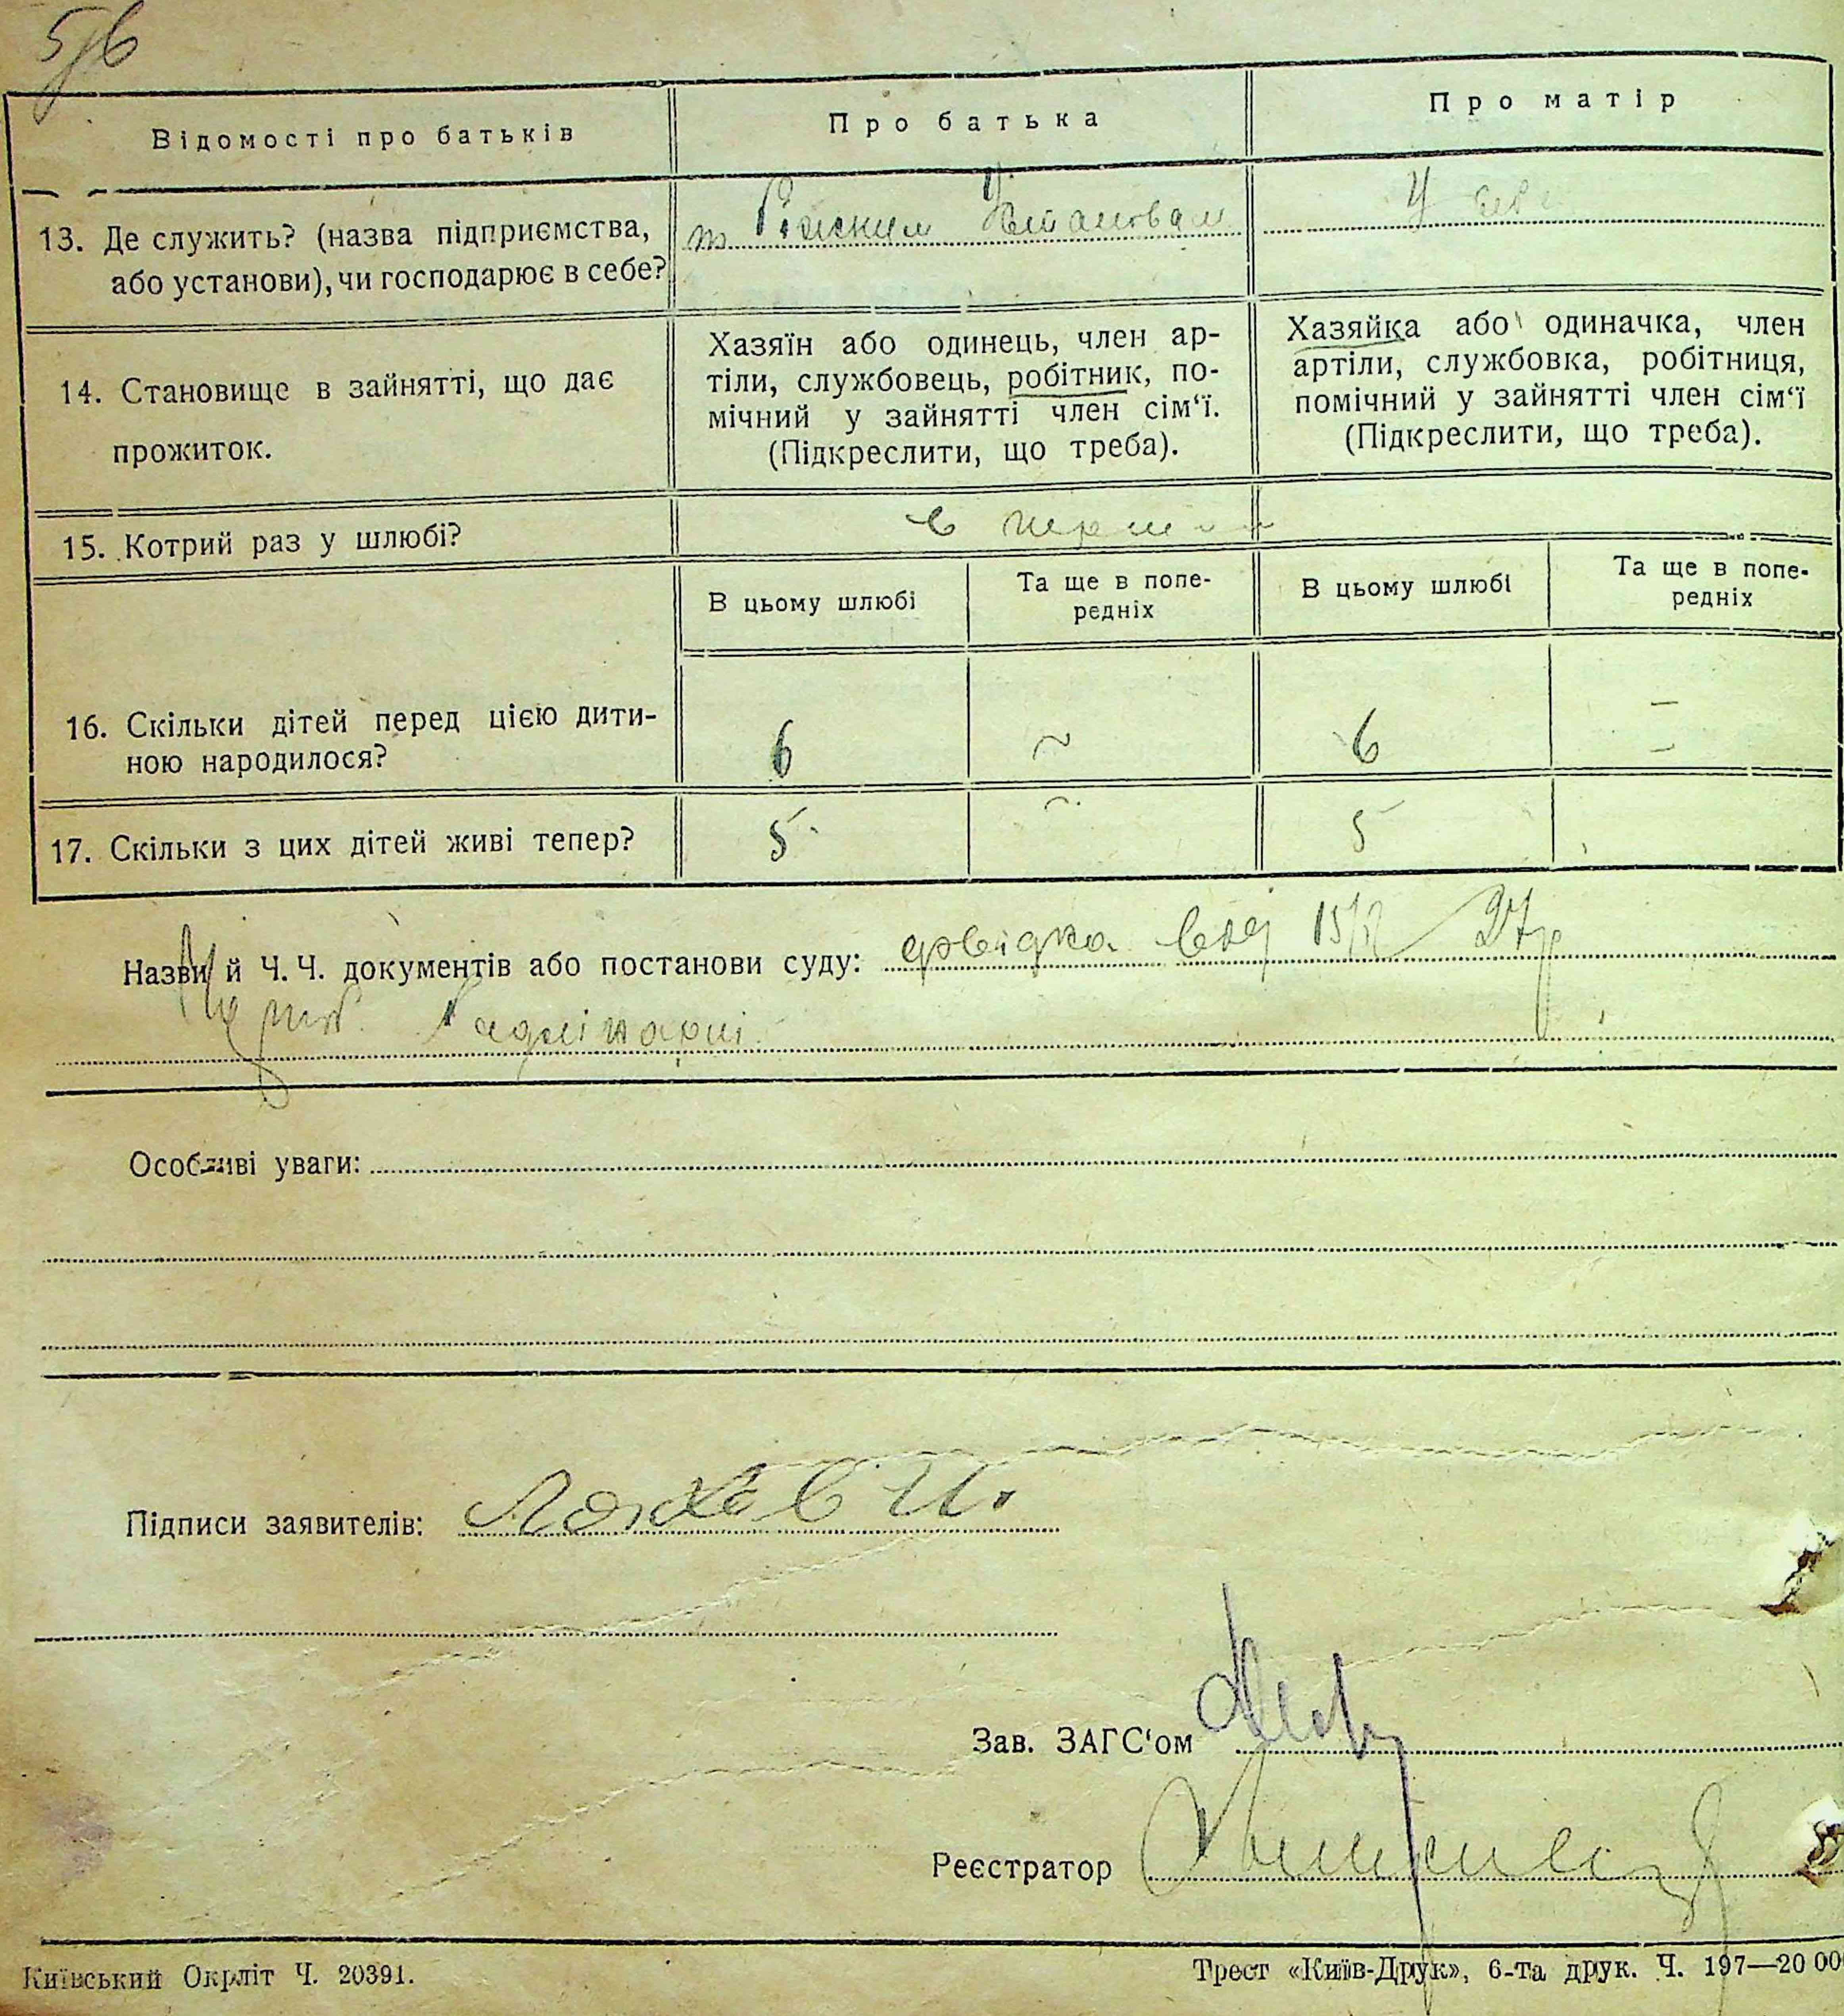 Відомості про батьків
Про батька
Про матір
13. Де служить? (назва підприємства,
або установи), чи господарює в себе?
У
14. Становище в зайнятті, що дає
прожиток.
Хазяїн або одинець, член ар-
тіли, службовець, робітник, по-
мічний у зайнятті член сім‘ї.
(Підкреслити, що треба).
Хазяйка або одиначка, член
артіли, службовка, робітниця,
помічний у зайнятті член сім‘ї
(Підкреслити, що треба).
15. Котрий раз у шлюбі?
в
В цьому шлюбі
Та ще в попе-
редніх
В цьому шлюбі
Та ще в попе-
редніх
16. Скільки дітей перед цією дити-
ною народилося?
6
~
6
–
–
17. Скільки з цих дітей живі тепер?
5
~
5
Назви й Ч. Ч. документів або постанови суду: довідка від 27р
Особливі уваги:
Підписи заявителів:
Зав. ЗАГС‘ом
Реєстратор
Київський Окрліт Ч. 20391.
Трест «Київ-Друк», 6-та друк. Ч. 197—20 00